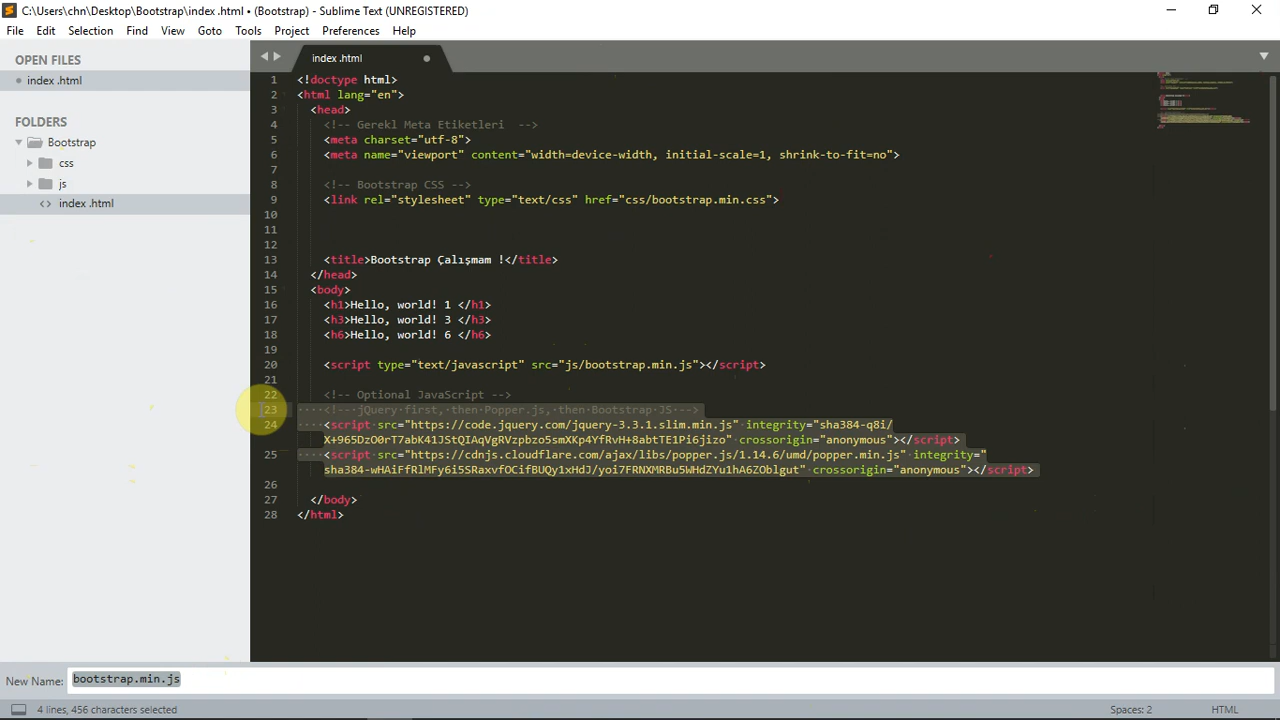 C:\Users\chn\Desktop\Bootstrap\index .html • (Bootstrap) - Sublime Text (UNREGISTERED)
File Edit Selection Find View Goto Tools Project Preferences Help
OPEN FILES
index .html
FOLDERS
Bootstrap
css
js
<> index .html
index .html
1 <!doctype html>
2 <html lang="en">
3 <head>
4 <!-- Gerekl Meta Etiketleri -->
5 <meta charset="utf-8">
6 <meta name="viewport" content="width=device-width, initial-scale=1, shrink-to-fit=no">
7
8 <!-- Bootstrap CSS -->
9 <link rel="stylesheet" type="text/css" href="css/bootstrap.min.css">
10
11
12
13 <title>Bootstrap Çalışmam !</title>
14 </head>
15 <body>
16 <h1>Hello, world! 1 </h1>
17 <h3>Hello, world! 3 </h3>
18 <h6>Hello, world! 6 </h6>
19
20 <script type="text/javascript" src="js/bootstrap.min.js"></script>
21
22 <!-- Optional JavaScript -->
23 <!-- jQuery first, then Popper.js, then Bootstrap JS -->
24 <script src="https://code.jquery.com/jquery-3.3.1.slim.min.js" integrity="sha384-q8i/
X+965DzO0rT7abK41JStQIAqVgRVzpbzo5smXKp4YfRvH+8abtTE1Pi6jizo" crossorigin="anonymous"></script>
25 <script src="https://cdnjs.cloudflare.com/ajax/libs/popper.js/1.14.6/umd/popper.min.js" integrity="
sha384-wHAiFfRlMFy6i5SRaxvfOCifBUQy1xHdJ/yoi7FRNXMRBu5WHdZYu1hA6ZOblgut" crossorigin="anonymous"></script>
26
27 </body>
28 </html>
New Name: bootstrap.min.js
4 lines, 456 characters selected
Spaces: 2
HTML